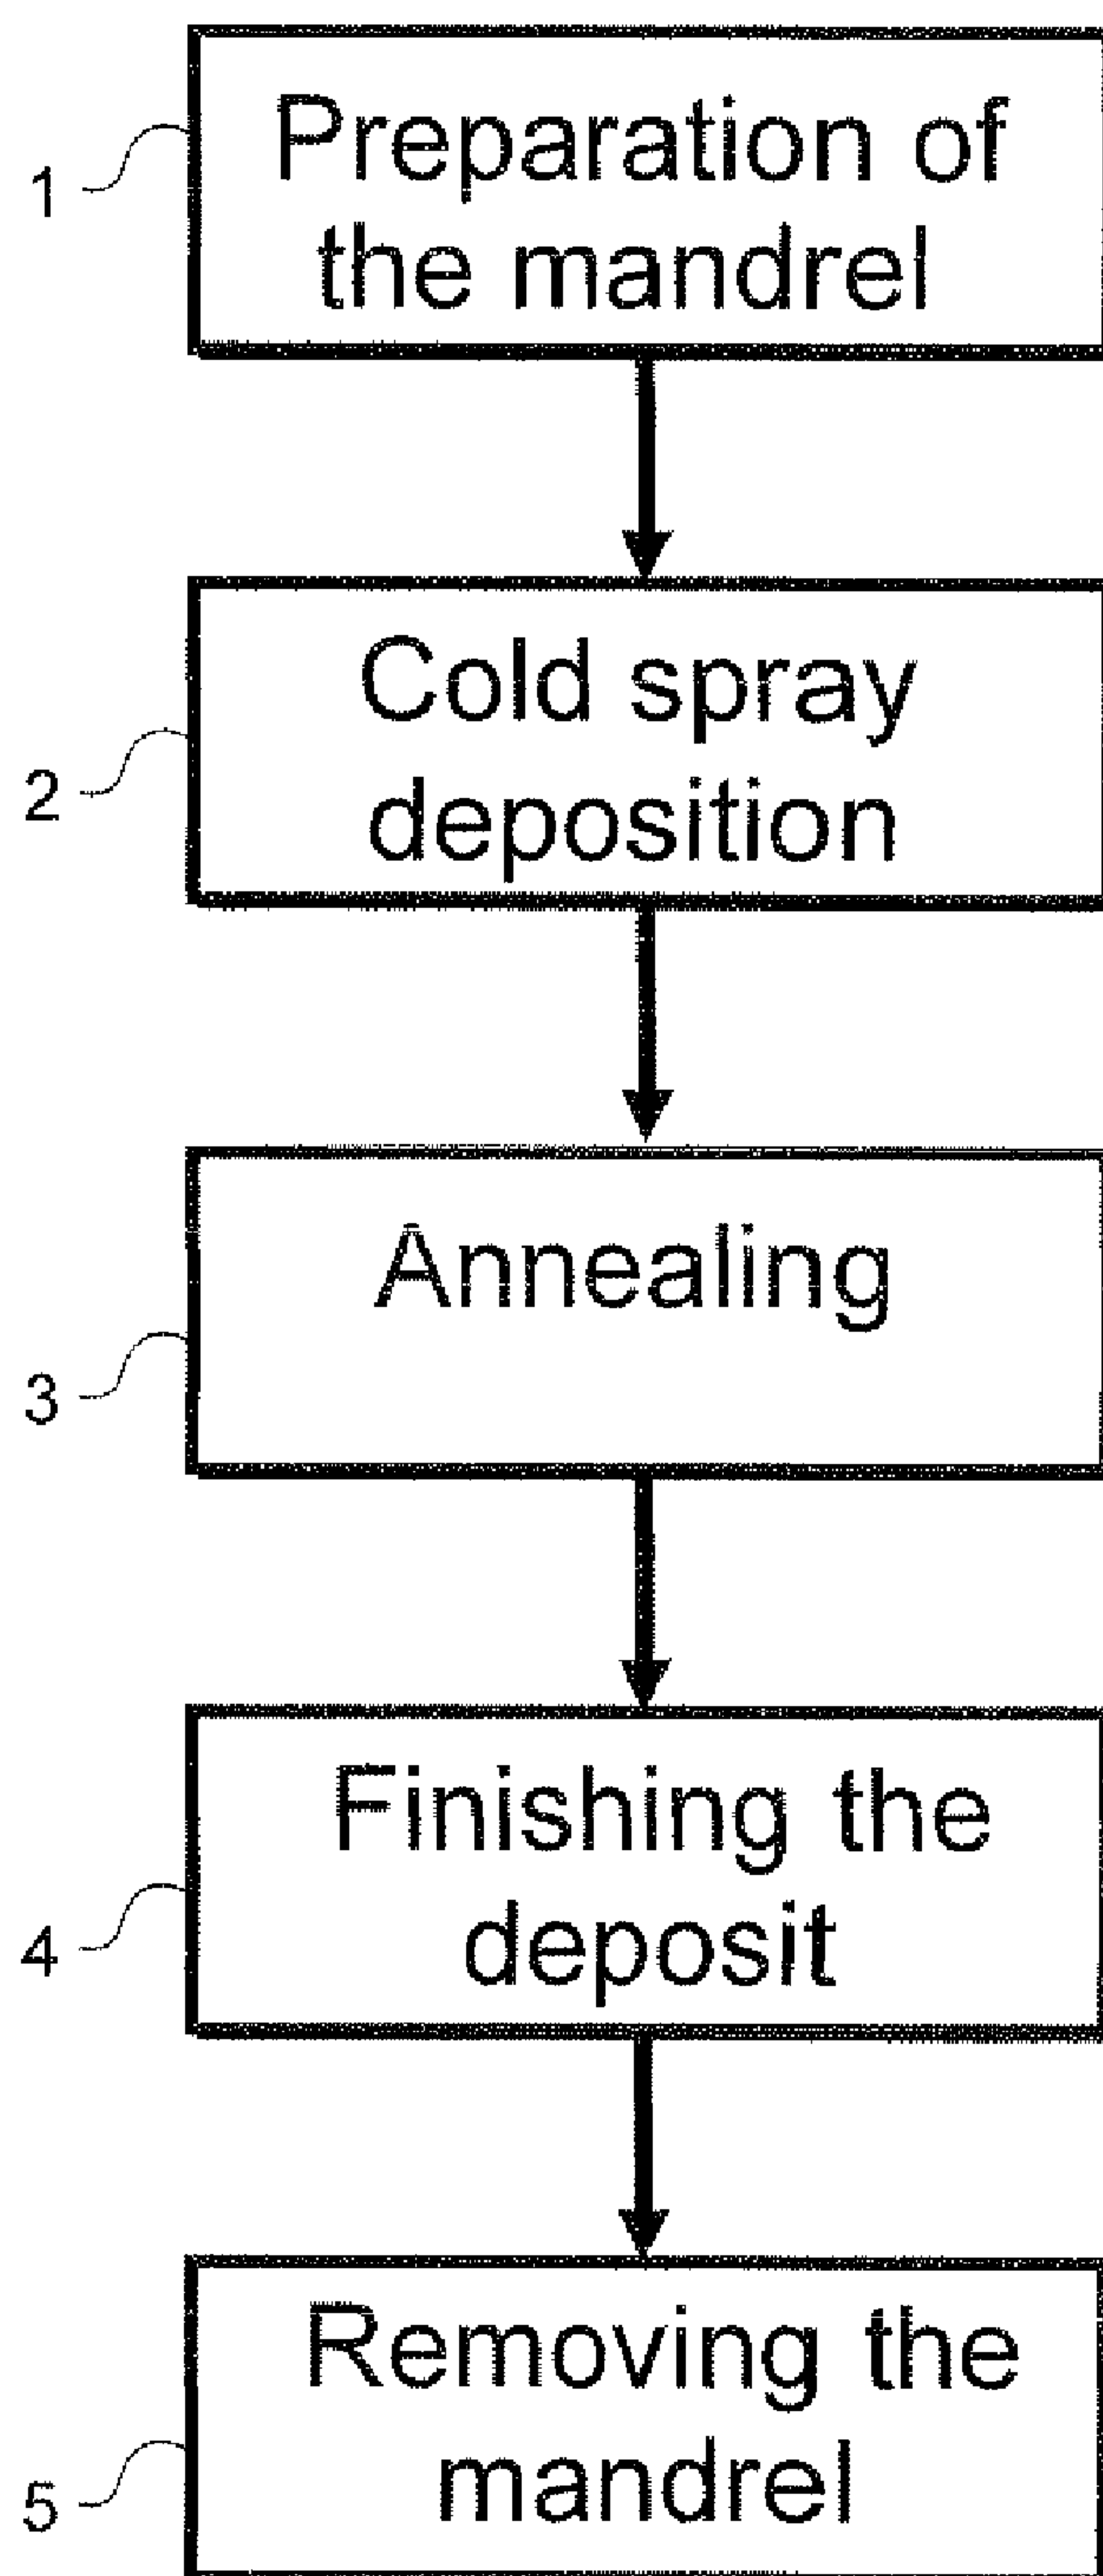 1
Preparation of
the mandrel
2
Cold spray
deposition
3
Annealing
4
Finishing the
deposit
5
Removing the
mandrel